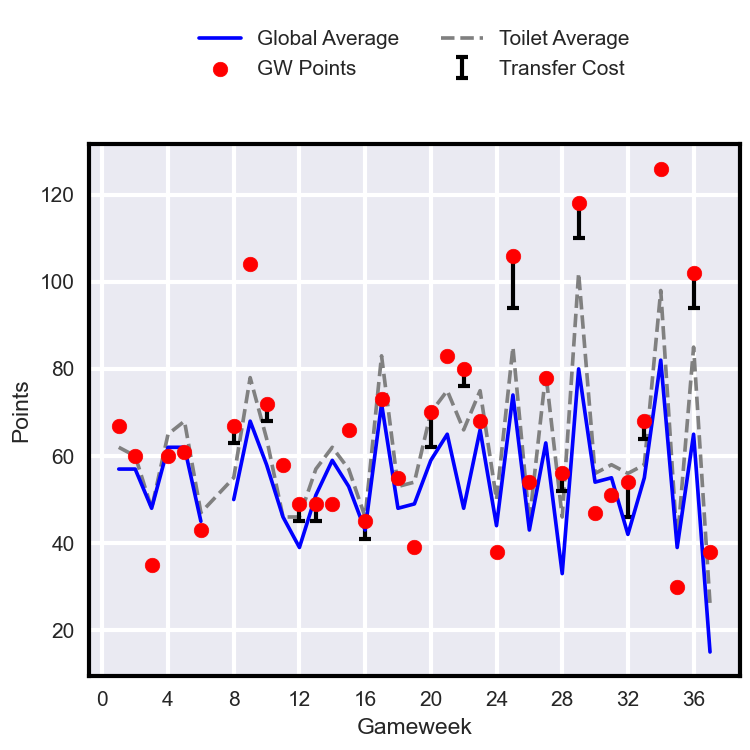 Global Average
Toilet Average
GW Points
Transfer Cost
120
100
80
60
40
20
Points
0 4 8 12 16 20 24 28 32 36
Gameweek